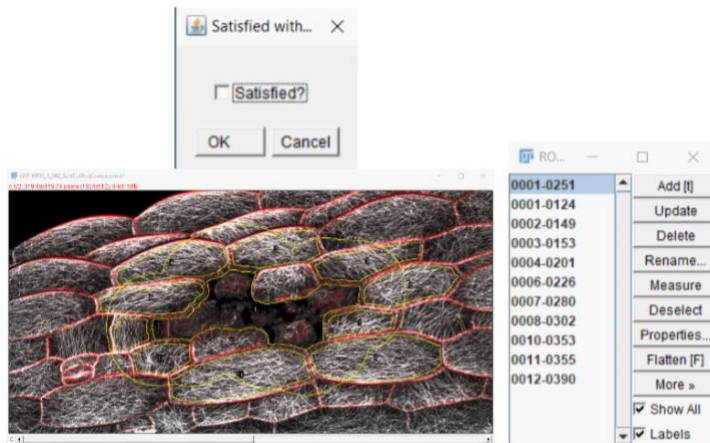 Satisfied with...
Satisfied?
OK
Cancel
RO...
0001-0251
0001-0124
0002-0149
0003-0153
0004-0201
0006-0226
0007-0280
0008-0302
0010-0353
0011-0355
0012-0390
Add [t]
Update
Delete
Rename...
Measure
Deselect
Properties...
Flatten [F]
More »
Show All
Labels